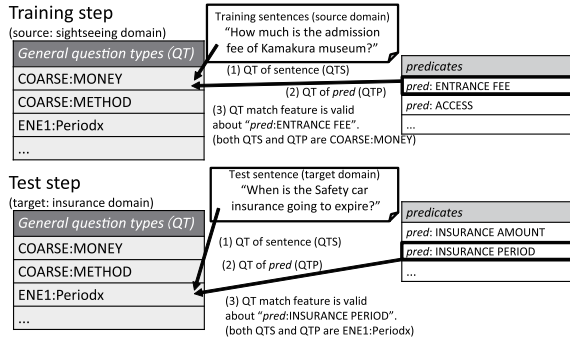 Training step
(source: sightseeing domain)
General question types (QT)
COARSE:MONEY
COARSE:METHOD
ENE1:Periodx
...
Training sentences (source domain)
“How much is the admission
fee of Kamakura museum?”
(1) QT of sentence (QTS)
(2) QT of pred (QTP)
(3) QT match feature is valid
about “pred:ENTRANCE FEE”.
(both QTS and QTP are COARSE:MONEY)
predicates
pred: ENTRANCE FEE
pred: ACCESS
...
Test step
(target: insurance domain)
General question types (QT)
COARSE:MONEY
COARSE:METHOD
ENE1:Periodx
...
Test sentence (target domain)
“When is the Safety car
insurance going to expire?”
(1) QT of sentence (QTS)
(2) QT of pred (QTP)
(3) QT match feature is valid
about “pred:INSURANCE PERIOD”.
(both QTS and QTP are ENE1:Periodx)
predicates
pred: INSURANCE AMOUNT
pred: INSURANCE PERIOD
...